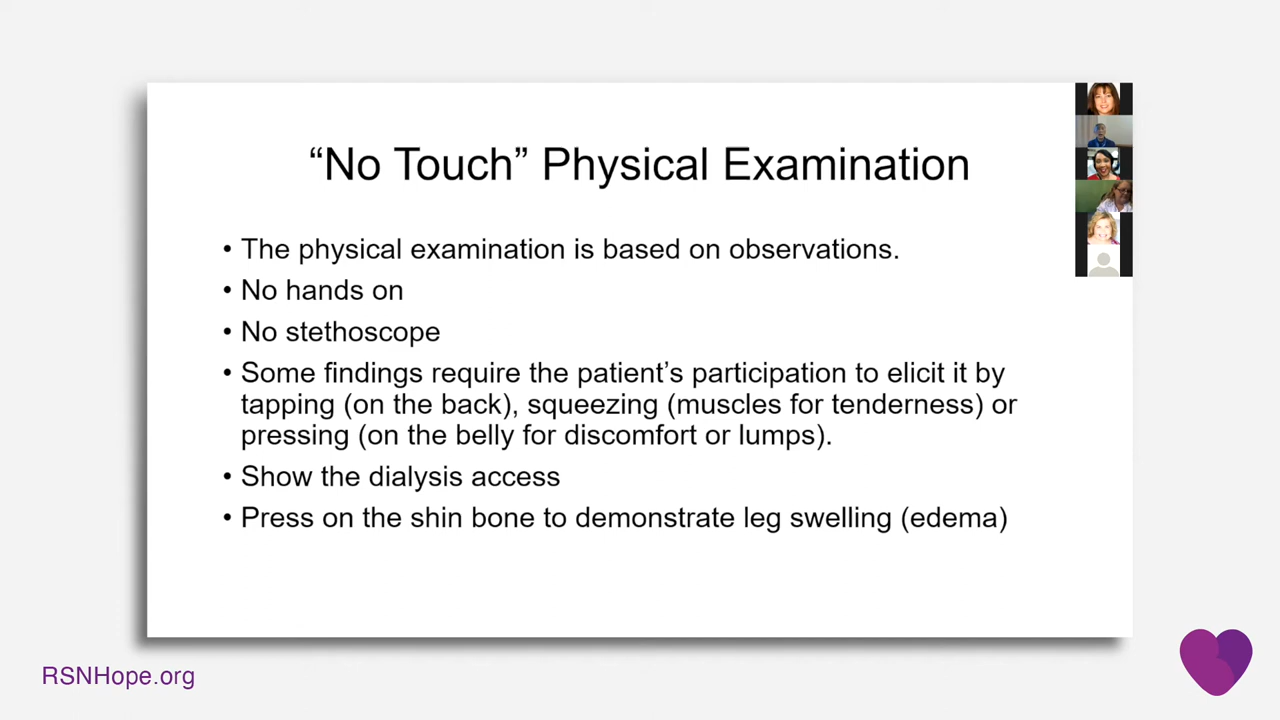 “No Touch” Physical Examination
• The physical examination is based on observations.
• No hands on
• No stethoscope
• Some findings require the patient’s participation to elicit it by
tapping (on the back), squeezing (muscles for tenderness) or
pressing (on the belly for discomfort or lumps).
• Show the dialysis access
• Press on the shin bone to demonstrate leg swelling (edema)
RSNHope.org